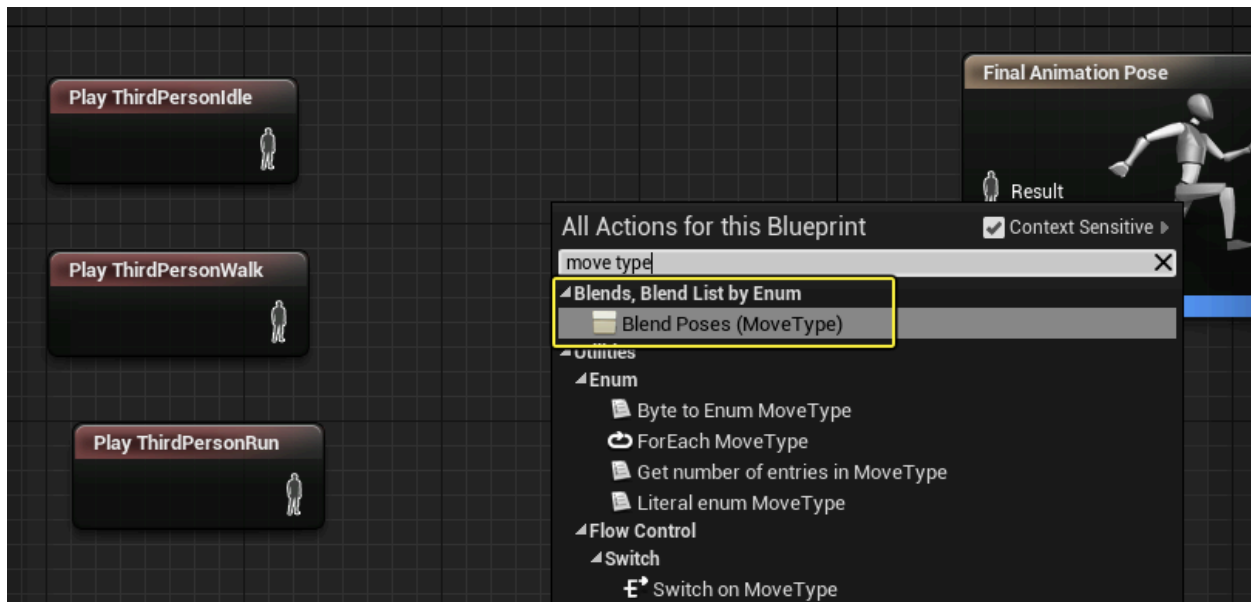 Final Animation Pose
Play ThirdPersonIdle
Result
All Actions for this Blueprint
Context Sensitive
move type
Play ThirdPersonWalk
Blends, Blend List by Enum
Blend Poses (MoveType)
Utilities
Enum
Byte to Enum MoveType
Play ThirdPersonRun
ForEach MoveType
Get number of entries in MoveType
Literal enum MoveType
Flow Control
Switch
Switch on MoveType